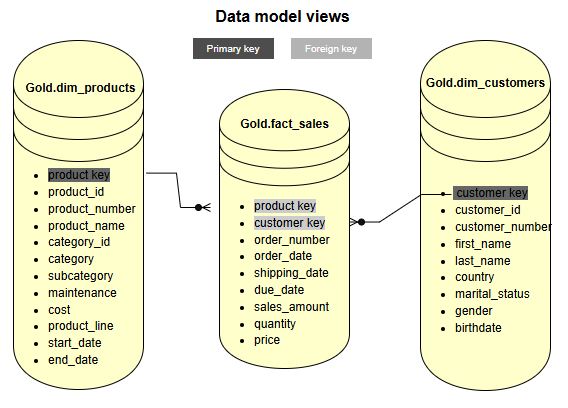 Data model views
Primary key
Foreign key
Gold.dim_products
product key
product_id
product_number
product_name
category_id
category
subcategory
maintenance
cost
product_line
start_date
end_date
Gold.fact_sales
product key
customer key
order_number
order_date
shipping_date
due_date
sales_amount
quantity
price
Gold.dim_customers
customer key
customer_id
customer_number
first_name
last_name
country
marital_status
gender
birthdate